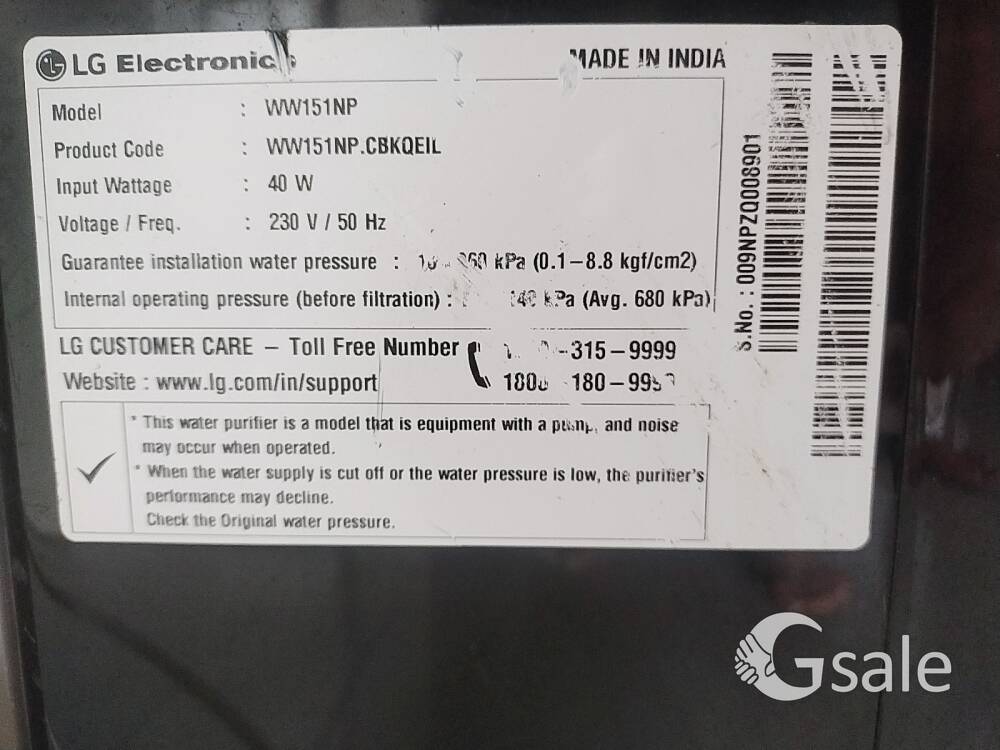 LG Electronics
MADE IN INDIA
Model : WW151NP
Product Code : WW151NP.CBKQEIL
Input Wattage : 40 W
Voltage / Freq. : 230 V / 50 Hz
Guarantee installation water pressure : kPa (0.1–8.8 kgf/cm2)
Internal operating pressure (before filtration) : kPa (Avg. 680 kPa)
LG CUSTOMER CARE – Toll Free Number -315–9999
Website : www.lg.com/in/support 180-
* This water purifier is a model that is equipment with a pump, and noise
may occur when operated.
* When the water supply is cut off or the water pressure is low, the purifier's
performance may decline.
Check the Original water pressure.
S.No. : 009NPZQ008901
Gsale